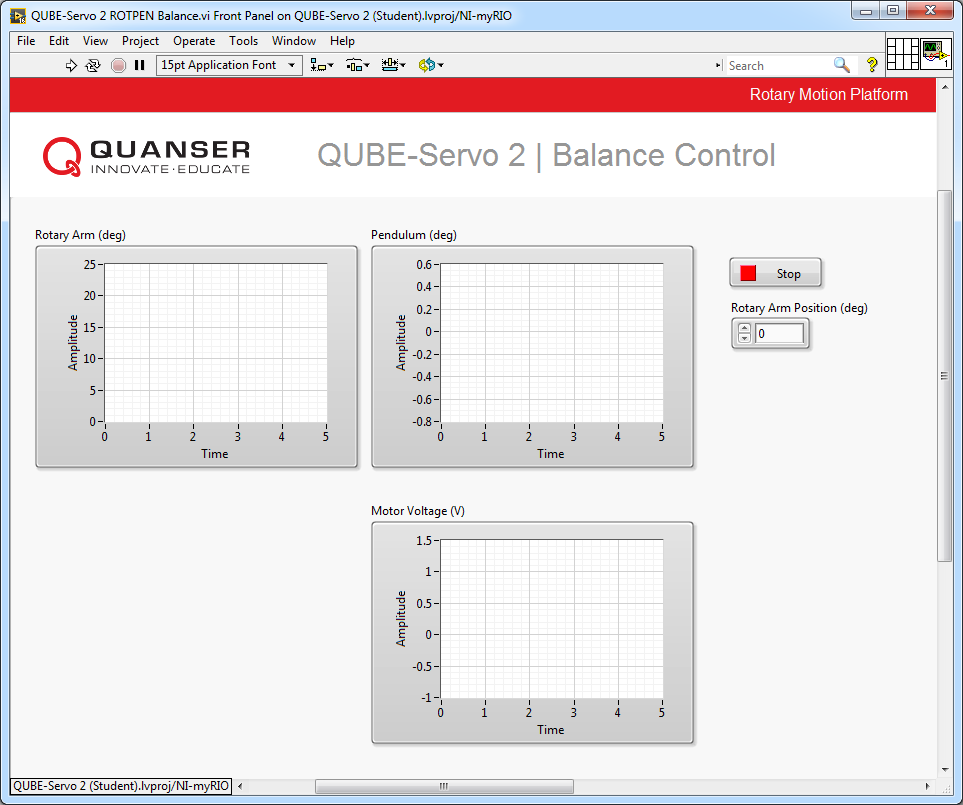 QUBE-Servo 2 ROTPEN Balance.vi Front Panel on QUBE-Servo 2 (Student).lvproj/NI-myRIO
File Edit View Project Operate Tools Window Help
15pt Application Font
Search
?
1
Rotary Motion Platform
QUANSER
INNOVATE·EDUCATE
QUBE-Servo 2 | Balance Control
Rotary Arm (deg)
Amplitude
25
20
15
10
5
0
0 1 2 3 4 5
Time
Pendulum (deg)
Amplitude
0.6
0.4
0.2
0
-0.2
-0.4
-0.6
-0.8
0 1 2 3 4 5
Time
Stop
Rotary Arm Position (deg)
0
Motor Voltage (V)
Amplitude
1.5
1
0.5
0
-0.5
-1
0 1 2 3 4 5
Time
QUBE-Servo 2 (Student).lvproj/NI-myRIO